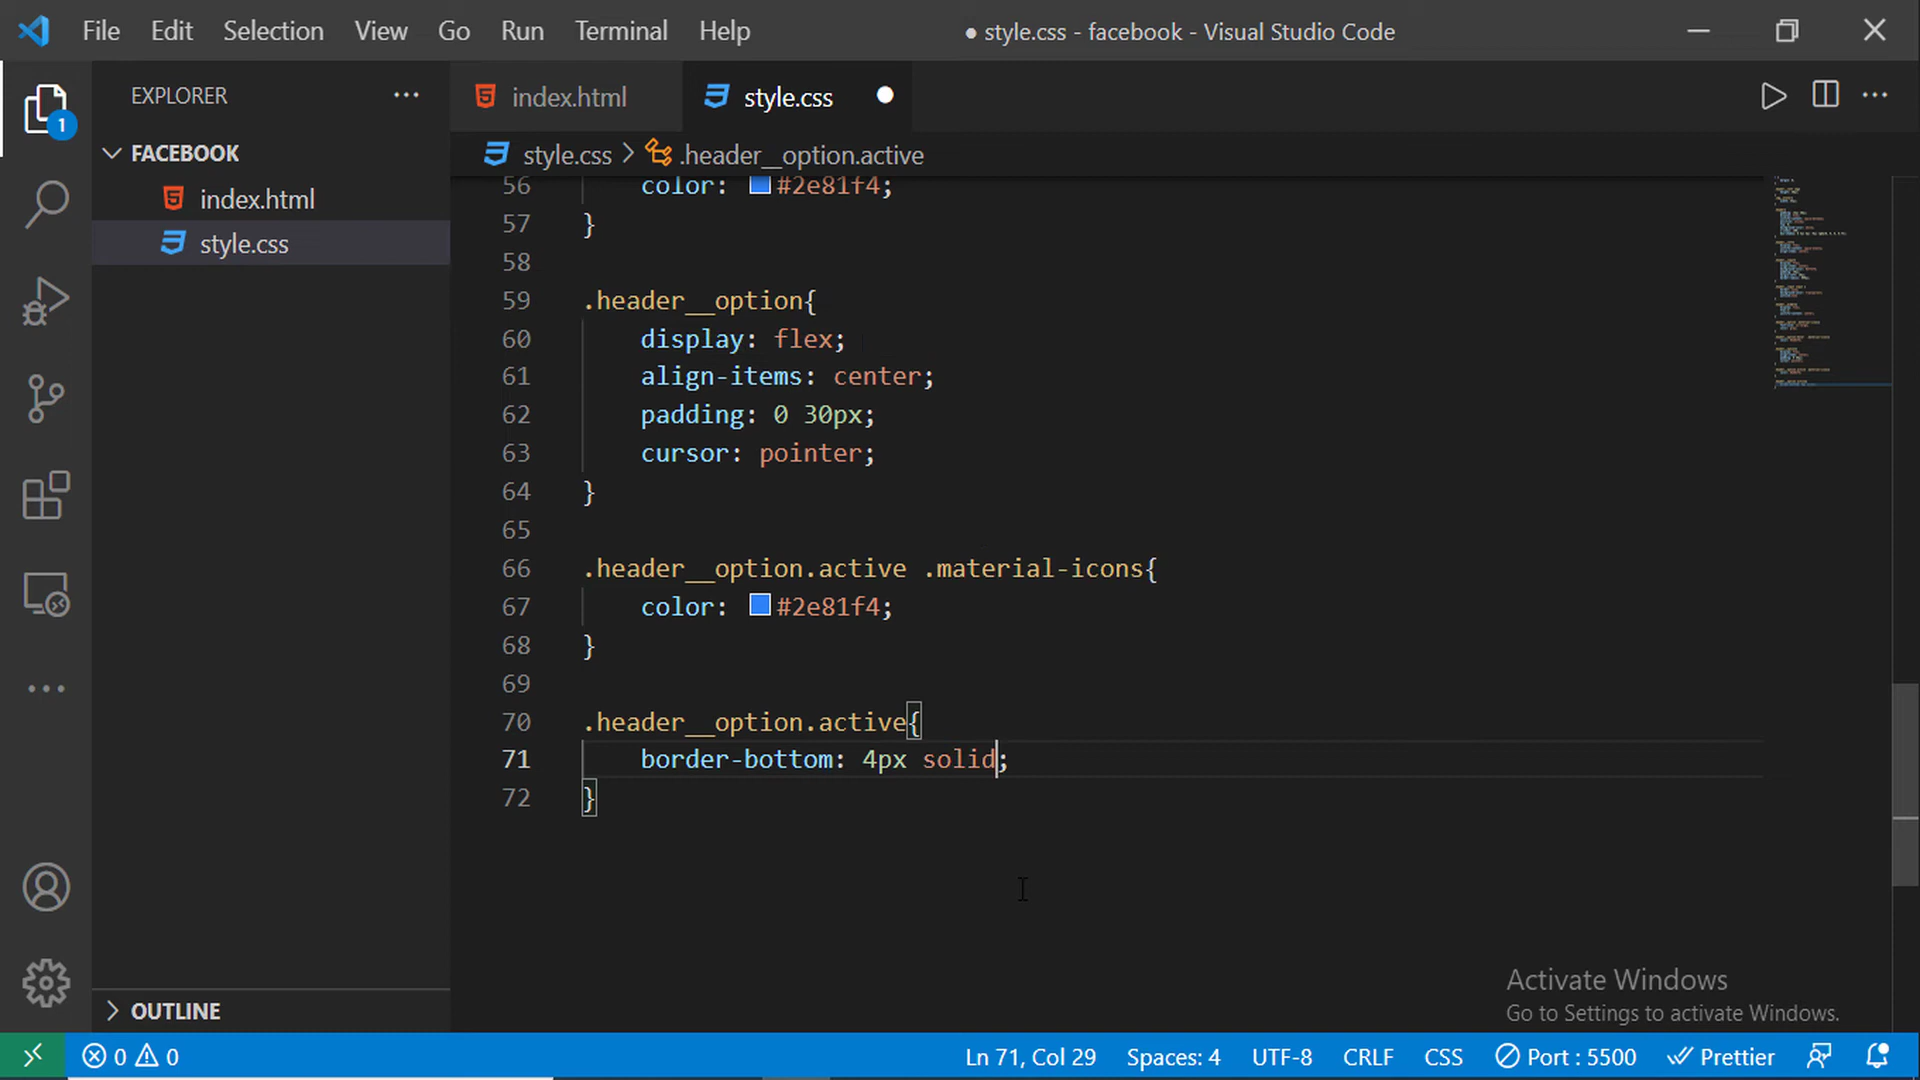 File Edit Selection View Go Run Terminal Help ● style.css - facebook - Visual Studio Code
EXPLORER ···
index.html
style.css
1
FACEBOOK
index.html
style.css
style.css > .header__option.active
56 color: #2e81f4;
57 }
58
59 .header__option{
60 display: flex;
61 align-items: center;
62 padding: 0 30px;
63 cursor: pointer;
64 }
65
66 .header__option.active .material-icons{
67 color: #2e81f4;
68 }
69
70 .header__option.active{
71 border-bottom: 4px solid;
72 }
Activate Windows
Go to Settings to activate Windows.
OUTLINE
0 0 Ln 71, Col 29 Spaces: 4 UTF-8 CRLF CSS Port : 5500 Prettier